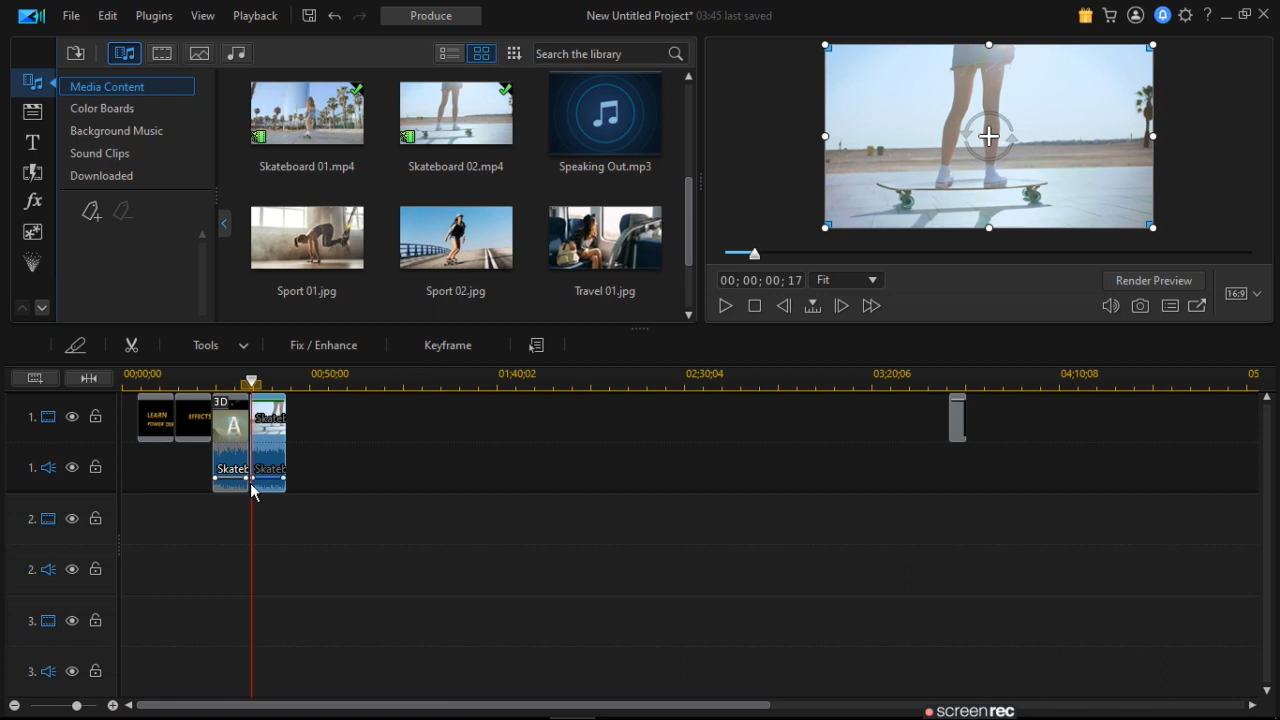 File Edit Plugins View Playback Produce New Untitled Project* 03:45 last saved
Search the library
Media Content
Color Boards
Background Music
Sound Clips
Downloaded
Skateboard 01.mp4 Skateboard 02.mp4 Speaking Out.mp3
Sport 01.jpg Sport 02.jpg Travel 01.jpg
00; 00; 00; 17 Fit Render Preview 16:9
Tools Fix / Enhance Keyframe
00;00;00 00;50;00 01;40;02 02;30;04 03;20;06 04;10;08 05
1. LEARN EFFECTS 3D A Skateb
1. Skateb Skateb
2.
2.
3.
3.
screenrec